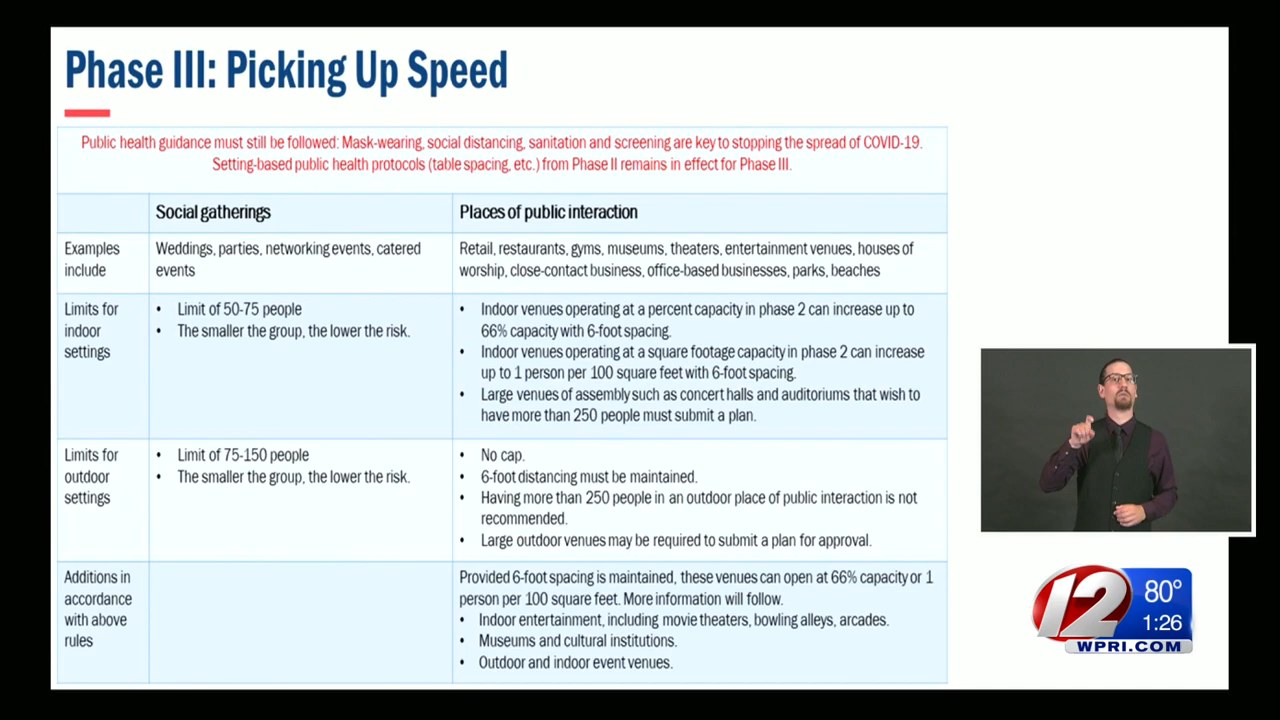 Phase III: Picking Up Speed
Public health guidance must still be followed: Mask-wearing, social distancing, sanitation and screening are key to stopping the spread of COVID-19.
Setting-based public health protocols (table spacing, etc.) from Phase II remains in effect for Phase III.
Social gatherings
Places of public interaction
Examples
include
Weddings, parties, networking events, catered
events
Retail, restaurants, gyms, museums, theaters, entertainment venues, houses of
worship, close-contact business, office-based businesses, parks, beaches
Limits for
indoor
settings
• Limit of 50-75 people
• The smaller the group, the lower the risk.
• Indoor venues operating at a percent capacity in phase 2 can increase up to
66% capacity with 6-foot spacing.
• Indoor venues operating at a square footage capacity in phase 2 can increase
up to 1 person per 100 square feet with 6-foot spacing.
• Large venues of assembly such as concert halls and auditoriums that wish to
have more than 250 people must submit a plan.
Limits for
outdoor
settings
• Limit of 75-150 people
• The smaller the group, the lower the risk.
• No cap.
• 6-foot distancing must be maintained.
• Having more than 250 people in an outdoor place of public interaction is not
recommended.
• Large outdoor venues may be required to submit a plan for approval.
Additions in
accordance
with above
rules
Provided 6-foot spacing is maintained, these venues can open at 66% capacity or 1
person per 100 square feet. More information will follow.
• Indoor entertainment, including movie theaters, bowling alleys, arcades.
• Museums and cultural institutions.
• Outdoor and indoor event venues.
12
80°
1:26
WPRI.COM